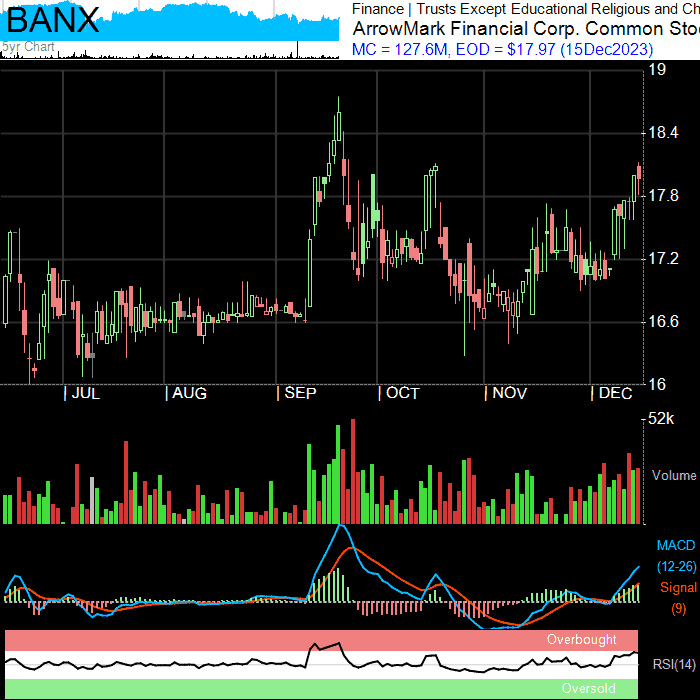 BANX
5yr Chart
Finance | Trusts Except Educational Religious and Ch
ArrowMark Financial Corp. Common Sto
MC = 127.6M, EOD = $17.97 (15Dec2023)
19
18.4
17.8
17.2
16.6
16
| JUL | AUG | SEP | OCT | NOV | DEC
52k
Volume
MACD
(12-26)
Signal
(9)
Overbought
RSI(14)
Oversold